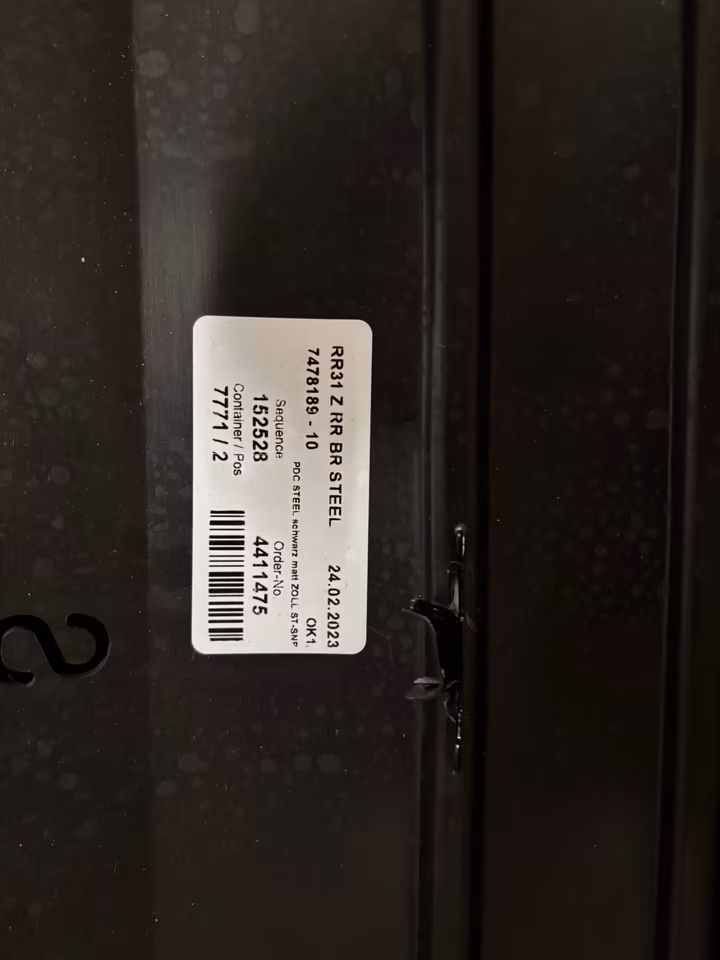 RR31 Z RR BR STEEL 24.02.2023
7478189 - 10 OK1.
PDC STEEL schwarz matt ZOLL ST-SNP
Sequence Order-No.
152528 4411475
Container / Pos
7771 / 2
S